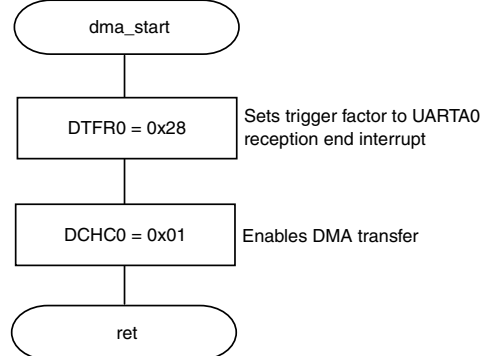 dma_start
DTFR0 = 0x28
Sets trigger factor to UARTA0
reception end interrupt
DCHC0 = 0x01
Enables DMA transfer
ret